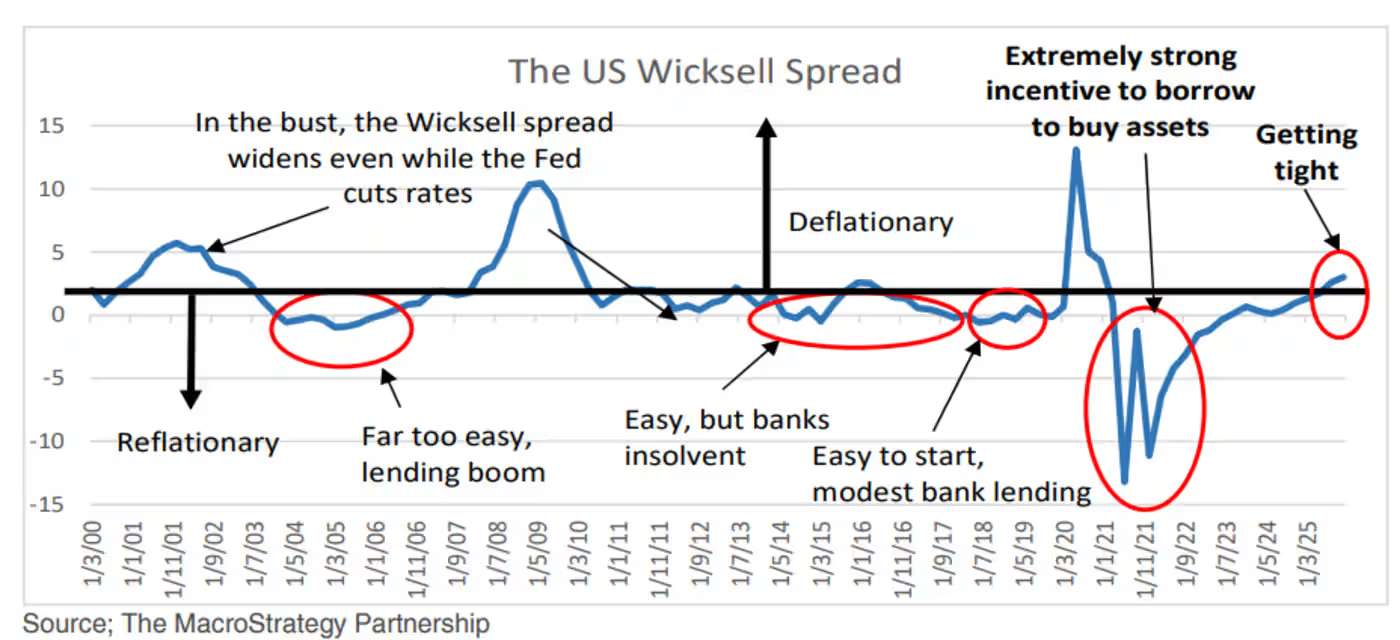 The US Wicksell Spread
In the bust, the Wicksell spread
widens even while the Fed
cuts rates
Extremely strong
incentive to borrow
to buy assets
Getting
tight
Deflationary
Reflationary
Far too easy,
lending boom
Easy, but banks
insolvent
Easy to start,
modest bank lending
15
10
5
0
-5
-10
-15
1/3/00
1/1/01
1/11/01
1/9/02
1/7/03
1/5/04
1/3/05
1/1/06
1/11/06
1/9/07
1/7/08
1/5/09
1/3/10
1/1/11
1/11/11
1/9/12
1/7/13
1/5/14
1/3/15
1/1/16
1/11/16
1/9/17
1/7/18
1/5/19
1/3/20
1/1/21
1/11/21
1/9/22
1/7/23
1/5/24
1/3/25
Source; The MacroStrategy Partnership